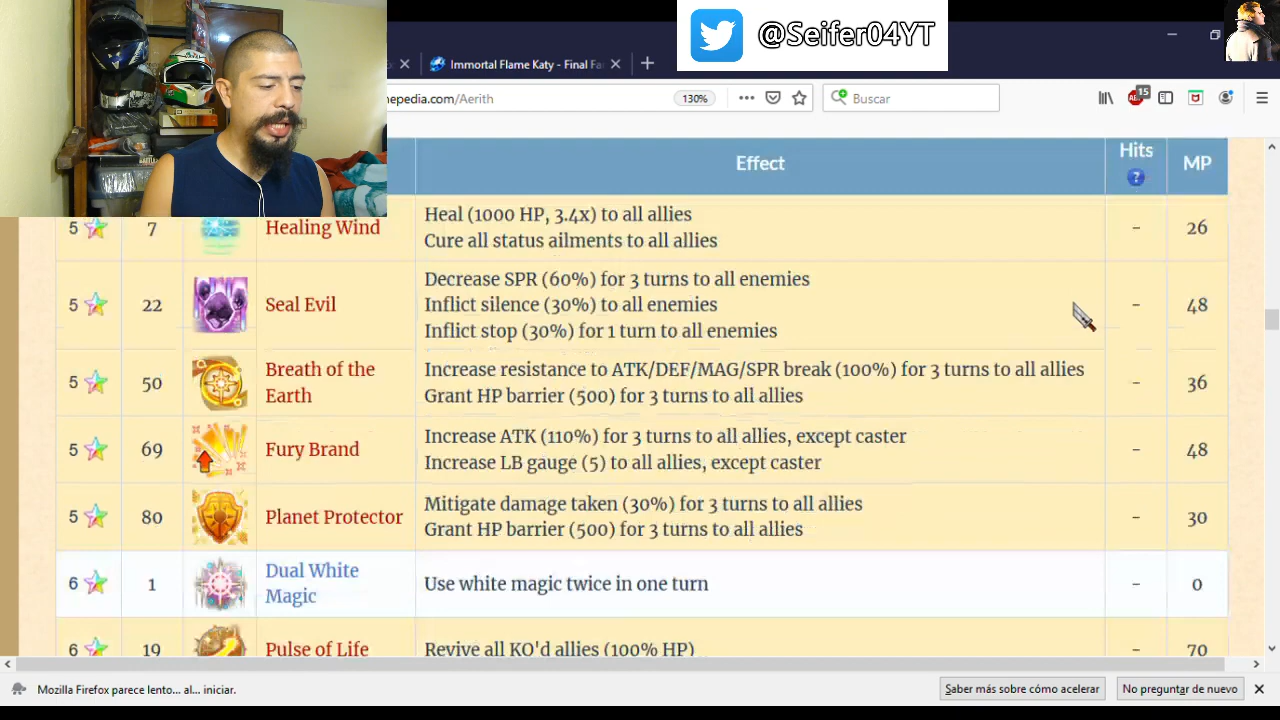 @Seifer04YT
Immortal Flame Katy - Final Fa
nepedia.com/Aerith
130%
Buscar
15
Effect
Hits
?
MP
5 7 Healing Wind
Heal (1000 HP, 3.4x) to all allies
Cure all status ailments to all allies
- 26
5 22 Seal Evil
Decrease SPR (60%) for 3 turns to all enemies
Inflict silence (30%) to all enemies
Inflict stop (30%) for 1 turn to all enemies
- 48
5 50 Breath of the
Earth
Increase resistance to ATK/DEF/MAG/SPR break (100%) for 3 turns to all allies
Grant HP barrier (500) for 3 turns to all allies
- 36
5 69 Fury Brand
Increase ATK (110%) for 3 turns to all allies, except caster
Increase LB gauge (5) to all allies, except caster
- 48
5 80 Planet Protector
Mitigate damage taken (30%) for 3 turns to all allies
Grant HP barrier (500) for 3 turns to all allies
- 30
6 1 Dual White
Magic
Use white magic twice in one turn
- 0
6 19 Pulse of Life
Revive all KO'd allies (100% HP)
- 70
Mozilla Firefox parece lento... al... iniciar.
Saber más sobre cómo acelerar
No preguntar de nuevo